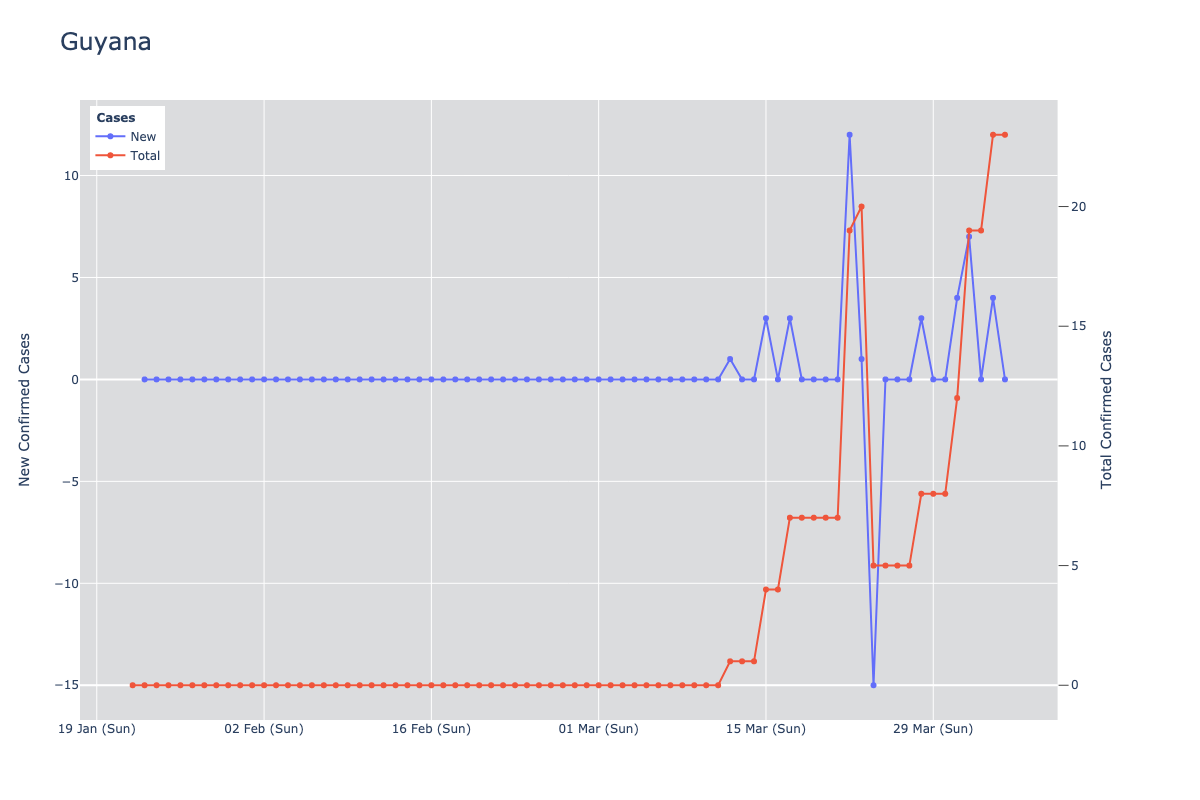 Guyana
Cases
New
Total
10
5
0
−5
−10
−15
New Confirmed Cases
20
15
10
5
0
Total Confirmed Cases
19 Jan (Sun) 02 Feb (Sun) 16 Feb (Sun) 01 Mar (Sun) 15 Mar (Sun) 29 Mar (Sun)